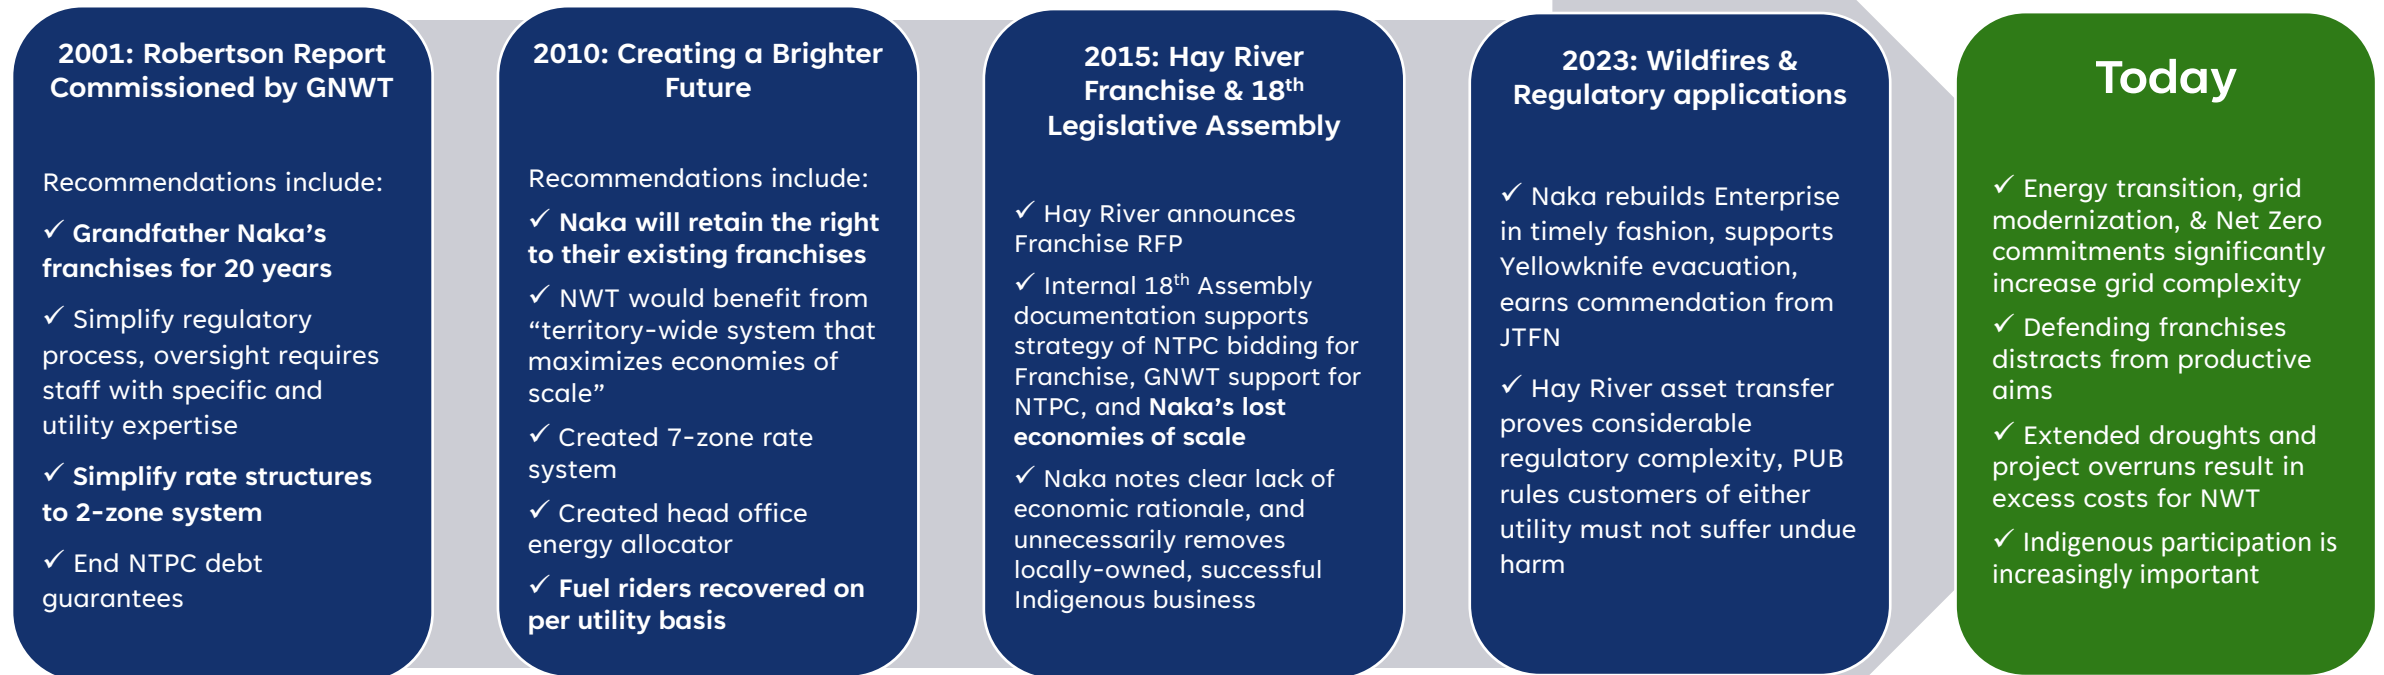 2001: Robertson Report
Commissioned by GNWT
Recommendations include:
✓ Grandfather Naka's
franchises for 20 years
✓ Simplify regulatory
process, oversight requires
staff with specific and
utility expertise
✓ Simplify rate structures
to 2-zone system
✓ End NTPC debt
guarantees
2010: Creating a Brighter
Future
Recommendations include:
✓ Naka will retain the right
to their existing franchises
✓ NWT would benefit from
“territory-wide system that
maximizes economies of
scale”
✓ Created 7-zone rate
system
✓ Created head office
energy allocator
✓ Fuel riders recovered on
per utility basis
2015: Hay River
Franchise & 18th
Legislative Assembly
✓ Hay River announces
Franchise RFP
✓ Internal 18th Assembly
documentation supports
strategy of NTPC bidding for
Franchise, GNWT support for
NTPC, and Naka's lost
economies of scale
✓ Naka notes clear lack of
economic rationale, and
unnecessarily removes
locally-owned, successful
Indigenous business
2023: Wildfires &
Regulatory applications
✓ Naka rebuilds Enterprise
in timely fashion, supports
Yellowknife evacuation,
earns commendation from
JTFN
✓ Hay River asset transfer
proves considerable
regulatory complexity, PUB
rules customers of either
utility must not suffer undue
harm
Today
✓ Energy transition, grid
modernization, & Net Zero
commitments significantly
increase grid complexity
✓ Defending franchises
distracts from productive
aims
✓ Extended droughts and
project overruns result in
excess costs for NWT
✓ Indigenous participation is
increasingly important